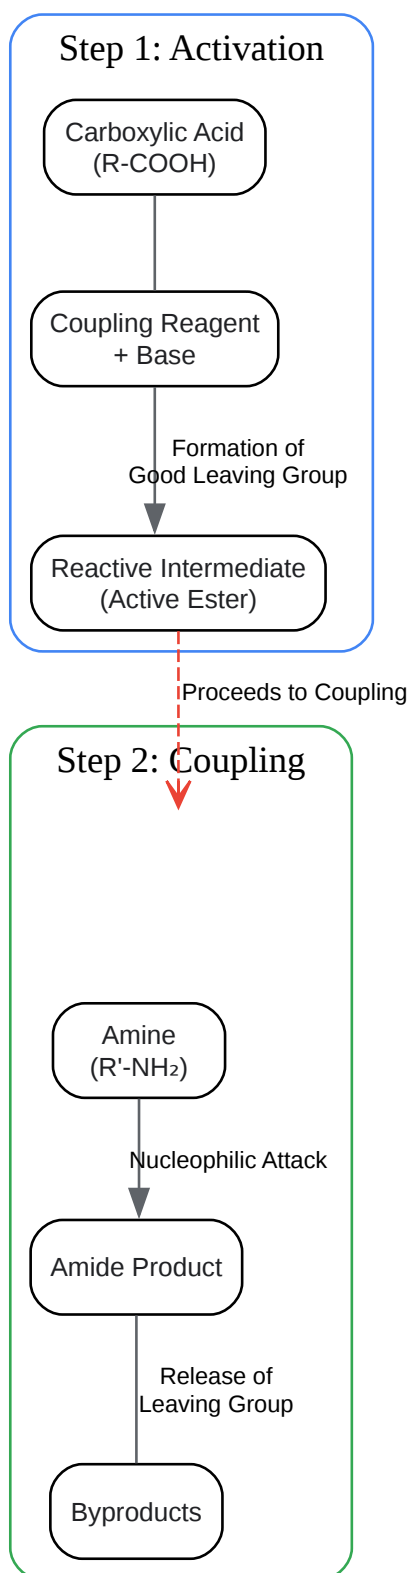 Step 1: Activation
Carboxylic Acid
(R-COOH)
Coupling Reagent
+ Base
Formation of
Good Leaving Group
Reactive Intermediate
(Active Ester)
Proceeds to Coupling
Step 2: Coupling
Amine
(R'-NH₂)
Nucleophilic Attack
Amide Product
Release of
Leaving Group
Byproducts